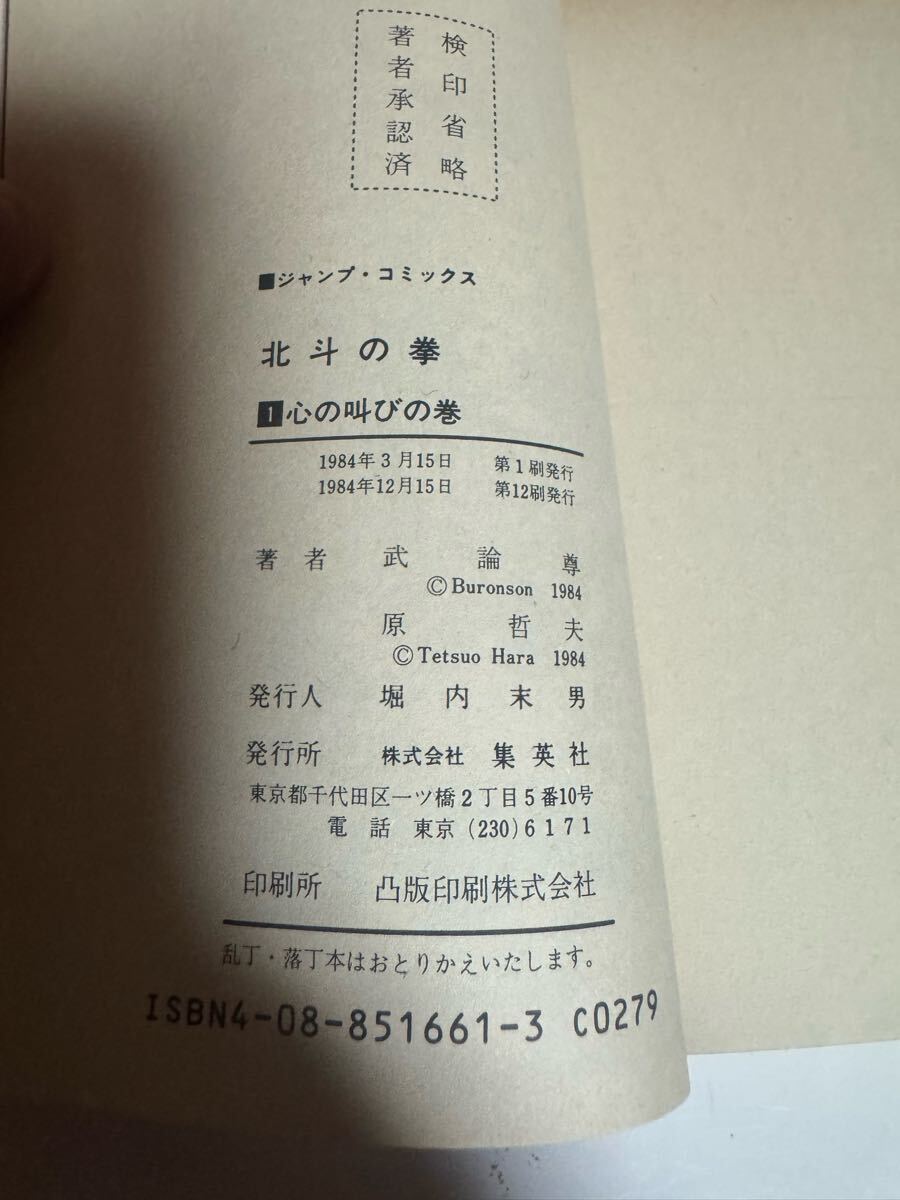 検印省略
著者承認済
■ジャンプ・コミックス
北斗の拳
1心の叫びの巻
1984年3月15日 第1刷発行
1984年12月15日 第12刷発行
著者 武論尊
©Buronson 1984
原哲夫
©Tetsuo Hara 1984
発行人 堀内末男
発行所 株式会社 集英社
東京都千代田区一ツ橋2丁目5番10号
電話 東京(230)6171
印刷所 凸版印刷株式会社
乱丁・落丁本はおとりかえいたします。
ISBN4-08-851661-3 C0279